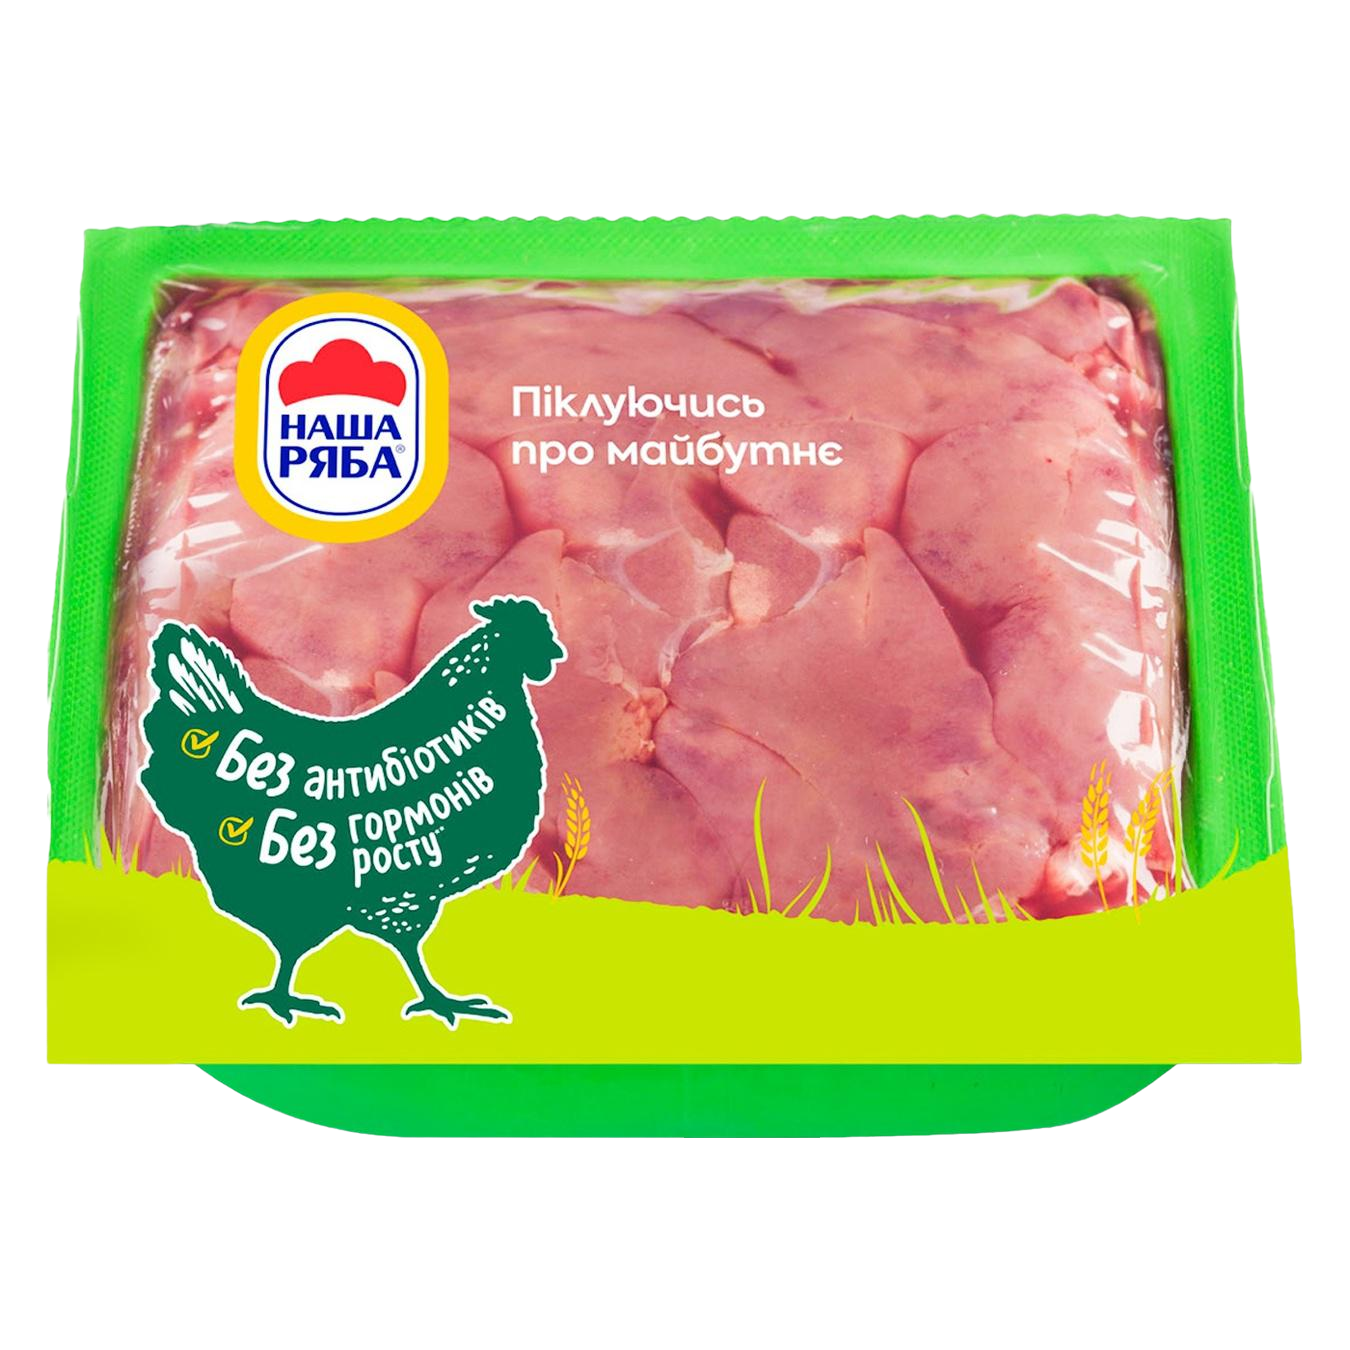 НАША
РЯБА®
Піклуючись
про майбутнє
Без антибіотиків*
Без гормонів
росту**